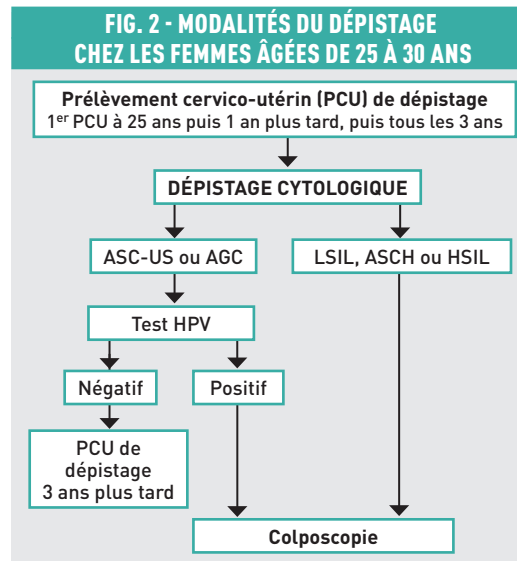 FIG. 2 - MODALITÉS DU DÉPISTAGE
CHEZ LES FEMMES ÂGÉES DE 25 À 30 ANS
Prélèvement cervico-utérin (PCU) de dépistage
1er PCU à 25 ans puis 1 an plus tard, puis tous les 3 ans
DÉPISTAGE CYTOLOGIQUE
ASC-US ou AGC
LSIL, ASCH ou HSIL
Test HPV
Négatif
Positif
PCU de
dépistage
3 ans plus tard
Colposcopie